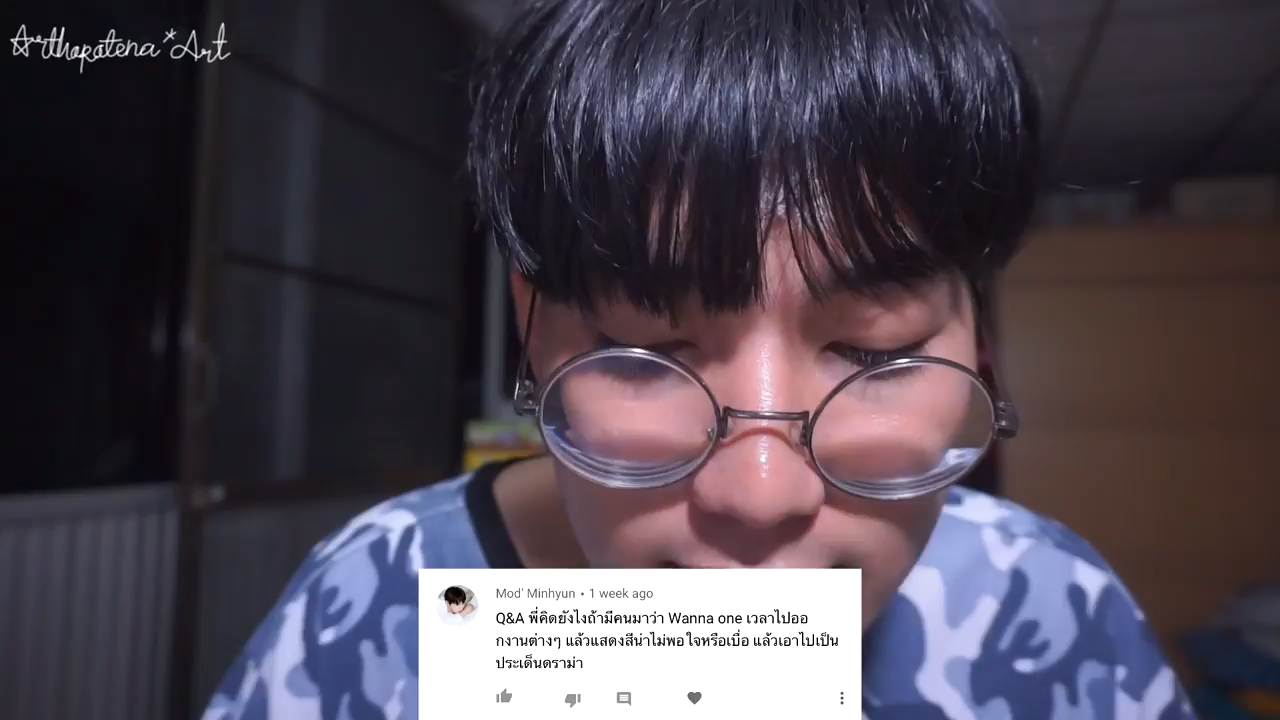 Arthapatena*Art
Mod' Minhyun • 1 week ago
Q&A พี่คิดยังไงถ้ามีคนมาว่า Wanna one เวลาไปออ
กงานต่างๆ แล้วแสดงสีน่าไม่พอใจหรือเบื่อ แล้วเอาไปเป็น
ประเด็นดราม่า